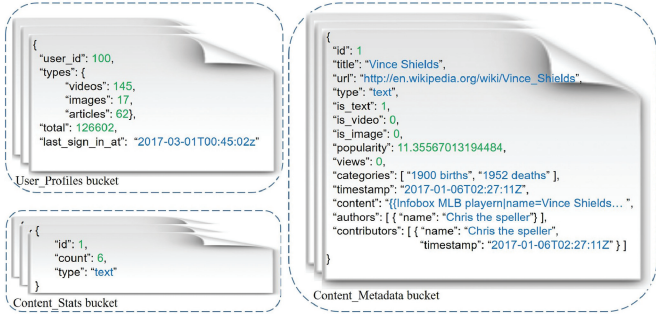 {
"user_id": 100,
"types": {
"videos": 145,
"images": 17,
"articles": 62},
"total": 126602,
"last_sign_in_at": "2017-03-01T00:45:02z"
User_Profiles bucket
{
"id": 1,
"count": 6,
"type": "text"
}
Content_Stats bucket
{
"id": 1
"title": "Vince Shields",
"url": "http://en.wikipedia.org/wiki/Vince_Shields",
"type": "text",
"is_text": 1,
"is_video": 0,
"is_image": 0,
"popularity": 11.35567013194484,
"views": 0,
"categories": [ "1900 births", "1952 deaths" ],
"timestamp": "2017-01-06T02:27:11Z",
"content": "{{Infobox MLB playern|name=Vince Shields… ",
"authors": [ { "name": "Chris the speller"} ],
"contributors": [ { "name": "Chris the speller",
"timestamp": "2017-01-06T02:27:11Z" } ]
}
Content_Metadata bucket